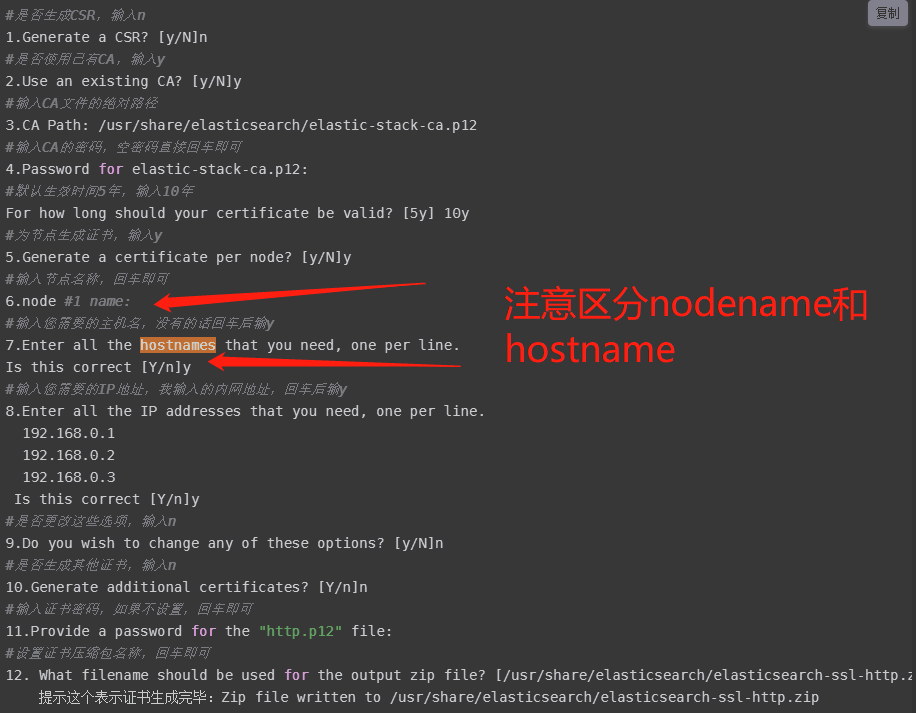 复制
#是否生成CSR，输入n
1.Generate a CSR? [y/N]n
#是否使用已有CA，输入y
2.Use an existing CA? [y/N]y
#输入CA文件的绝对路径
3.CA Path: /usr/share/elasticsearch/elastic-stack-ca.p12
#输入CA的密码，空密码直接回车即可
4.Password for elastic-stack-ca.p12:
#默认生效时间5年，输入10年
For how long should your certificate be valid? [5y] 10y
#为节点生成证书，输入y
5.Generate a certificate per node? [y/N]y
#输入节点名称，回车即可
6.node #1 name:
#输入您需要的主机名，没有的话回车后输y
7.Enter all the hostnames that you need, one per line.
Is this correct [Y/n]y
注意区分nodename和
hostname
#输入您需要的IP地址，我输入的内网地址，回车后输y
8.Enter all the IP addresses that you need, one per line.
192.168.0.1
192.168.0.2
192.168.0.3
Is this correct [Y/n]y
#是否更改这些选项，输入n
9.Do you wish to change any of these options? [y/N]n
#是否生成其他证书，输入n
10.Generate additional certificates? [Y/n]n
#输入证书密码，如果不设置，回车即可
11.Provide a password for the "http.p12" file:
#设置证书压缩包名称，回车即可
12. What filename should be used for the output zip file? [/usr/share/elasticsearch/elasticsearch-ssl-http.z
提示这个表示证书生成完毕：Zip file written to /usr/share/elasticsearch/elasticsearch-ssl-http.zip